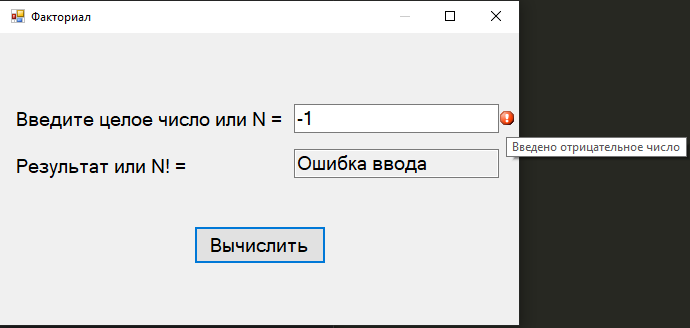 Факториал
Введите целое число или N =
-1
Введено отрицательное число
Результат или N! =
Ошибка ввода
Вычислить